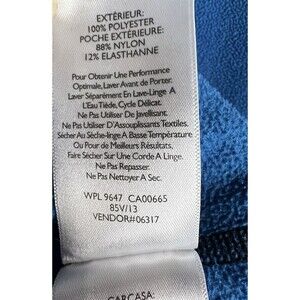 EXTÉRIEUR:
100% POLYESTER
POCHE EXTÉRIEURE:
88% NYLON
12% ELASTHANNE
Pour Obtenir Une Performance
Optimale, Laver Avant de Porter.
Laver Séparément En Lave-Linge A
L'Eau Tiède, Cycle Délicat.
Ne Pas Utiliser De Javellisant.
Ne Pas Utiliser D'Assouplissants Textiles.
Sécher Au Sèche-linge A Basse Température
Ou Pour de Meilleurs Résultats,
Faire Sécher Sur Une Corde A Linge.
Ne Pas Repasser.
Ne Pas Nettoyer A Sec.
WPL 9647 CA00665
85V/13
VENDOR#06317
CARCASA: